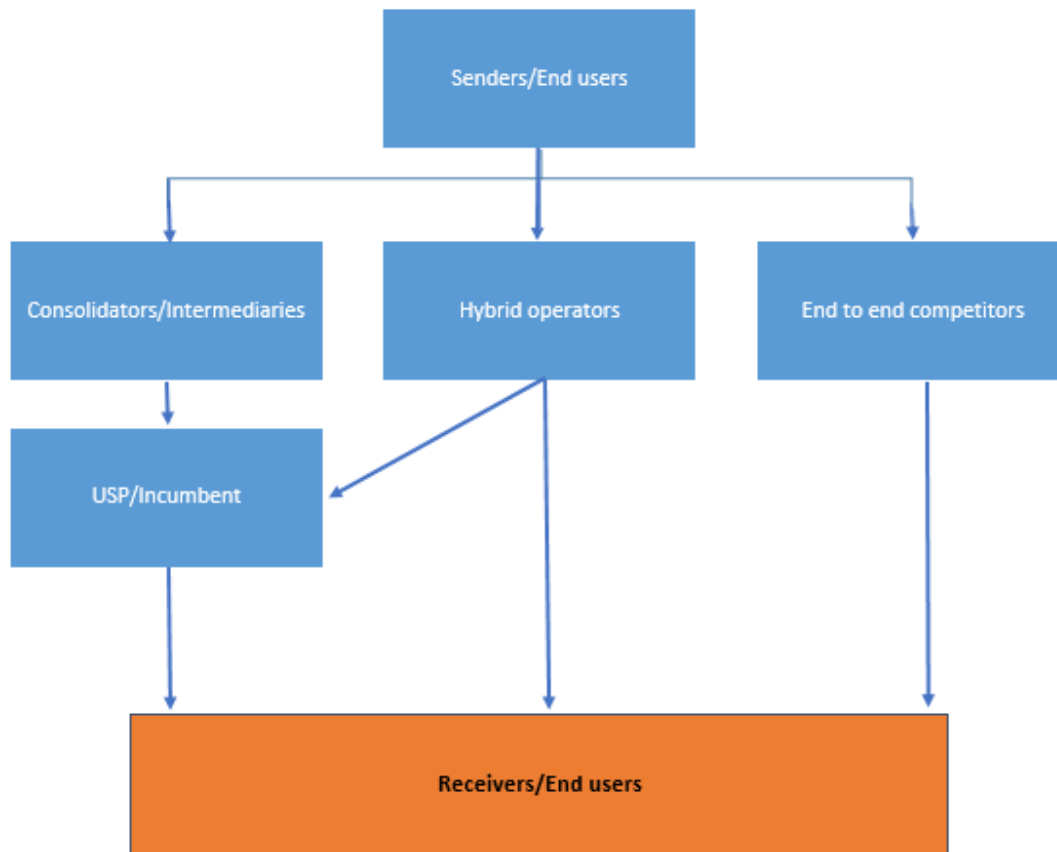 Senders/End users
Consolidators/Intermediaries
Hybrid operators
End to end competitors
USP/Incumbent
Receivers/End users